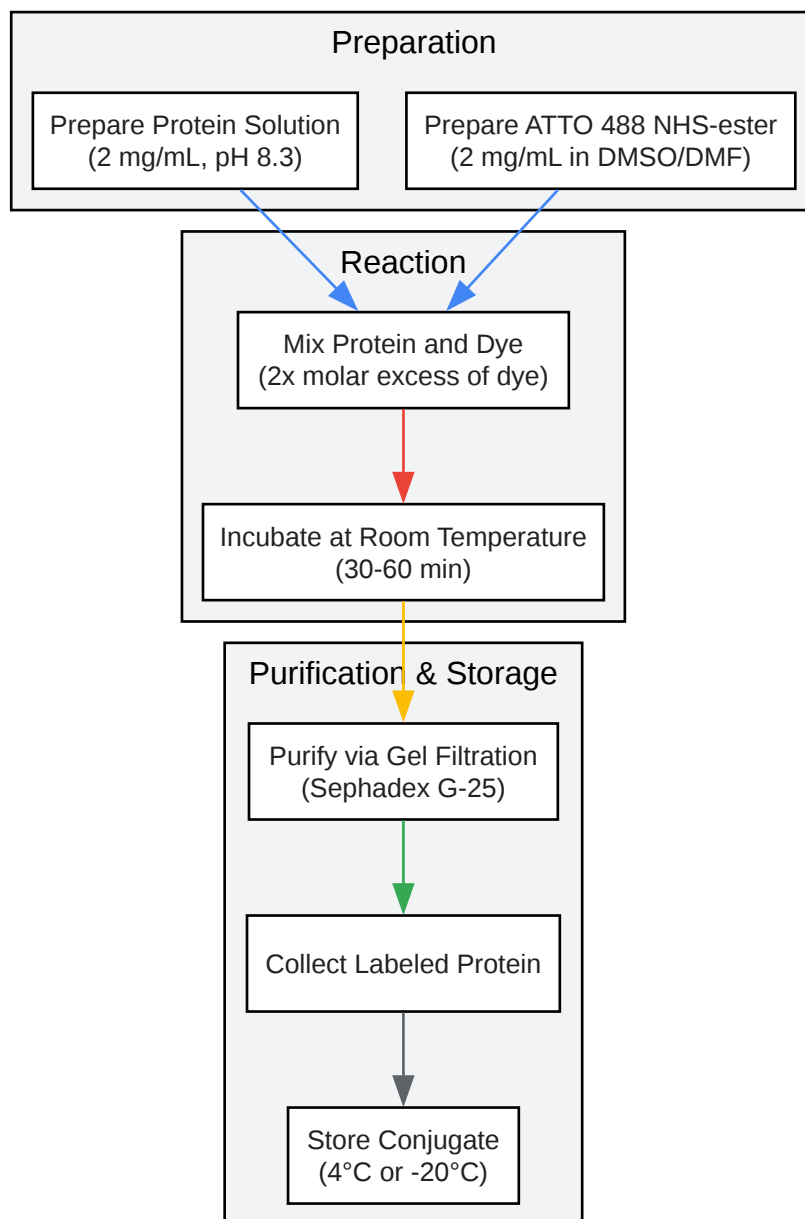 Preparation
Prepare Protein Solution
(2 mg/mL, pH 8.3)
Prepare ATTO 488 NHS-ester
(2 mg/mL in DMSO/DMF)
Reaction
Mix Protein and Dye
(2x molar excess of dye)
Incubate at Room Temperature
(30-60 min)
Purification & Storage
Purify via Gel Filtration
(Sephadex G-25)
Collect Labeled Protein
Store Conjugate
(4°C or -20°C)